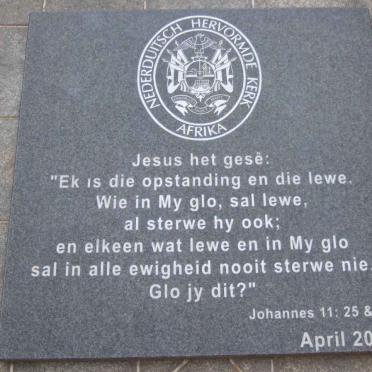 NEDERDUITSCH HERVORMDE KERK
AFRIKA
Jesus het gesê:
"Ek is die opstanding en die lewe.
Wie in My glo, sal lewe,
al sterwe hy ook;
en elkeen wat lewe en in My glo
sal in alle ewigheid nooit sterwe nie.
Glo jy dit?"
Johannes 11: 25 &
April 20